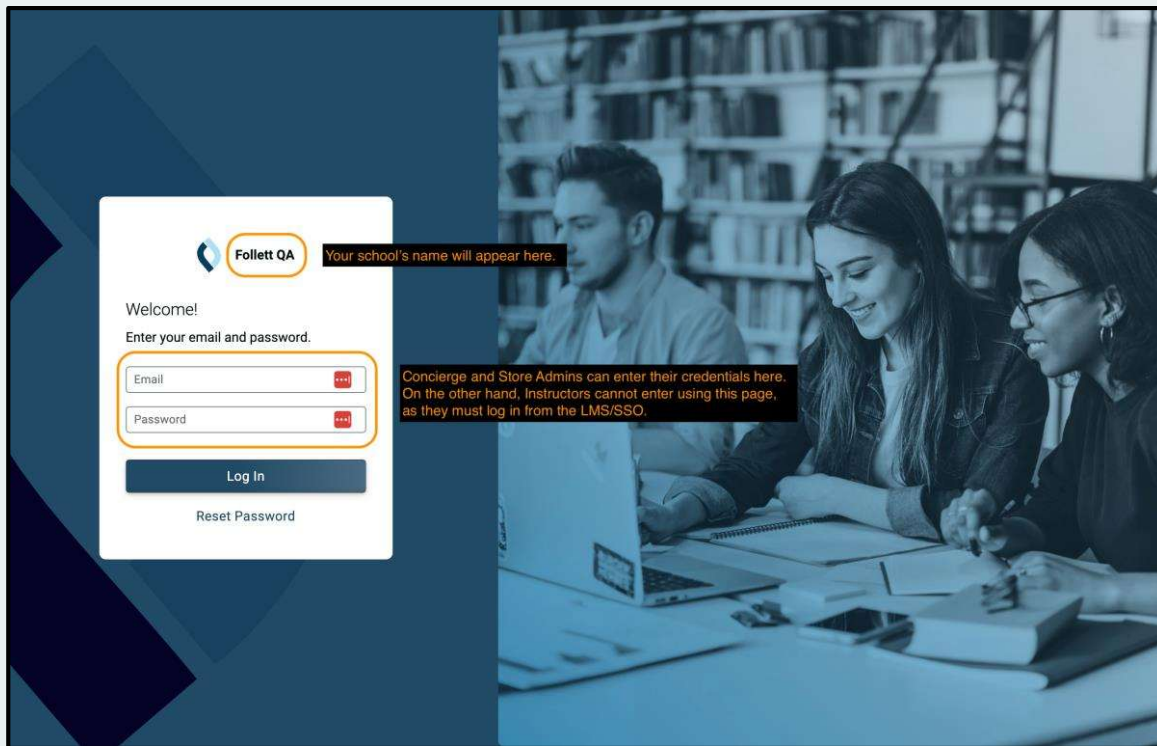 Follett QA
Your school's name will appear here.
Welcome!
Enter your email and password.
Email
Password
Concierge and Store Admins can enter their credentials here.
On the other hand, Instructors cannot enter using this page,
as they must log in from the LMS/SSO.
Log In
Reset Password